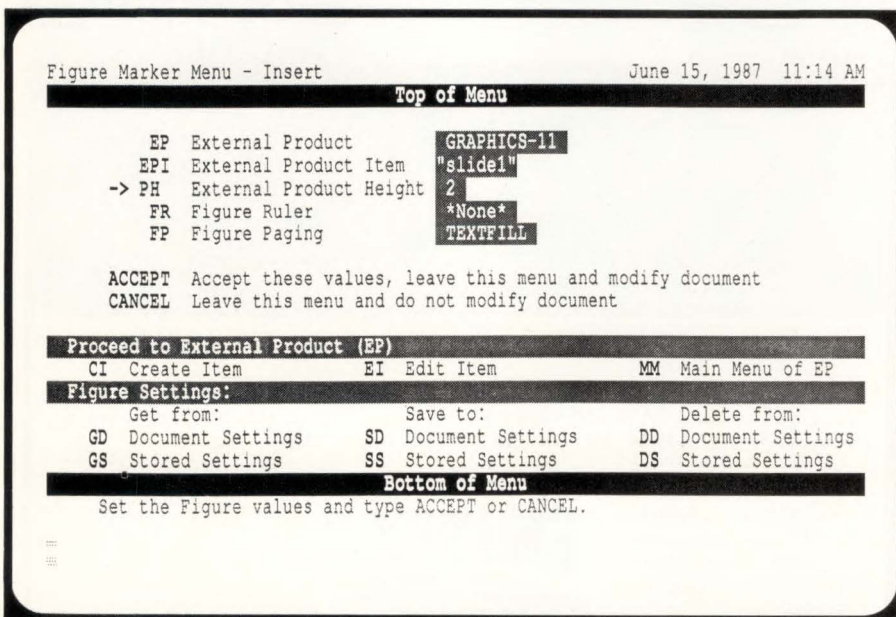 Figure Marker Menu - Insert June 15, 1987 11:14 AM
Top of Menu
EP External Product GRAPHICS-11
EPI External Product Item "slide1"
-> PH External Product Height 2
FR Figure Ruler *None*
FP Figure Paging TEXTFILL
ACCEPT Accept these values, leave this menu and modify document
CANCEL Leave this menu and do not modify document
Proceed to External Product (EP)
CI Create Item EI Edit Item MM Main Menu of EP
Figure Settings:
Get from: Save to: Delete from:
GD Document Settings SD Document Settings DD Document Settings
GS Stored Settings SS Stored Settings DS Stored Settings
Bottom of Menu
Set the Figure values and type ACCEPT or CANCEL.